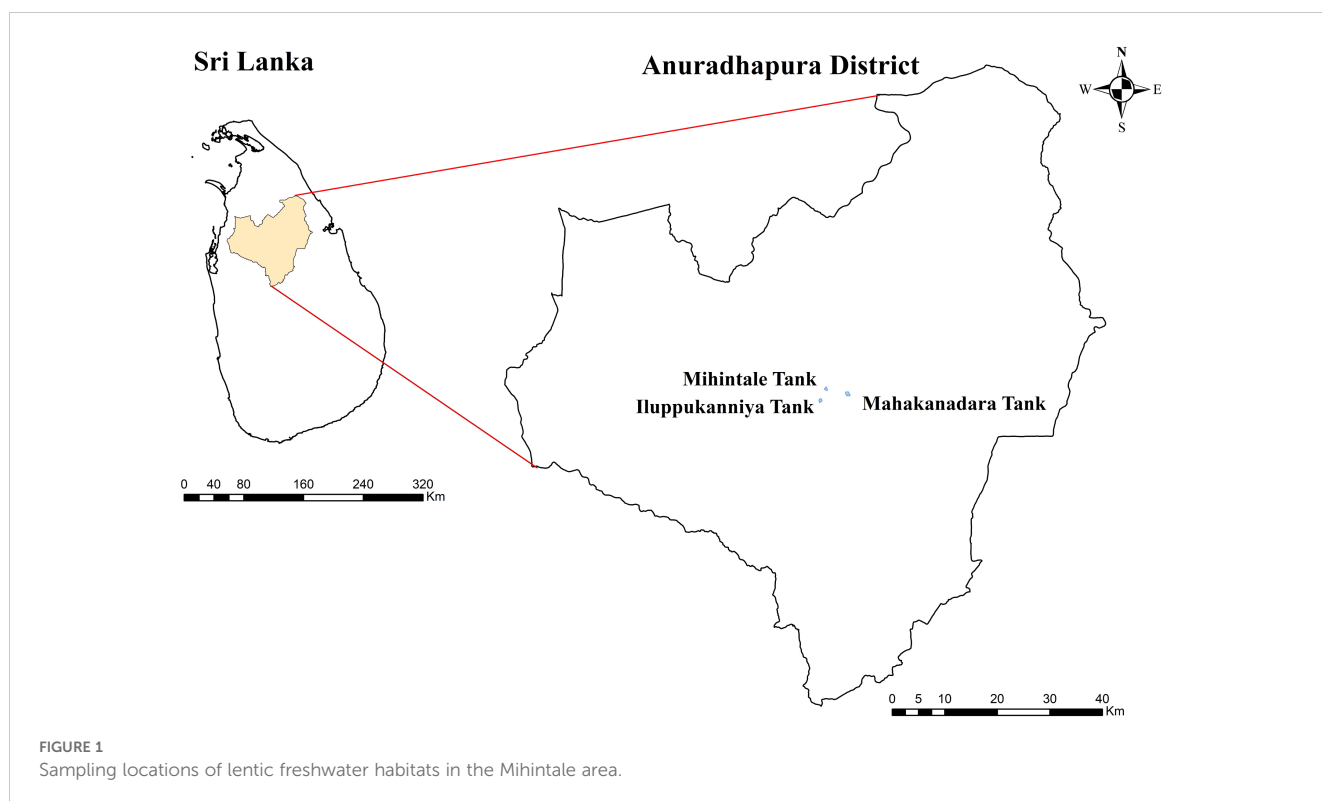 Sri Lanka
Anuradhapura District
N
W E
S
Mihintale Tank
Iluppukanniya Tank
Mahakanadara Tank
0 40 80 160 240 320
Km
0 5 10 20 30 40
Km
FIGURE 1
Sampling locations of lentic freshwater habitats in the Mihintale area.